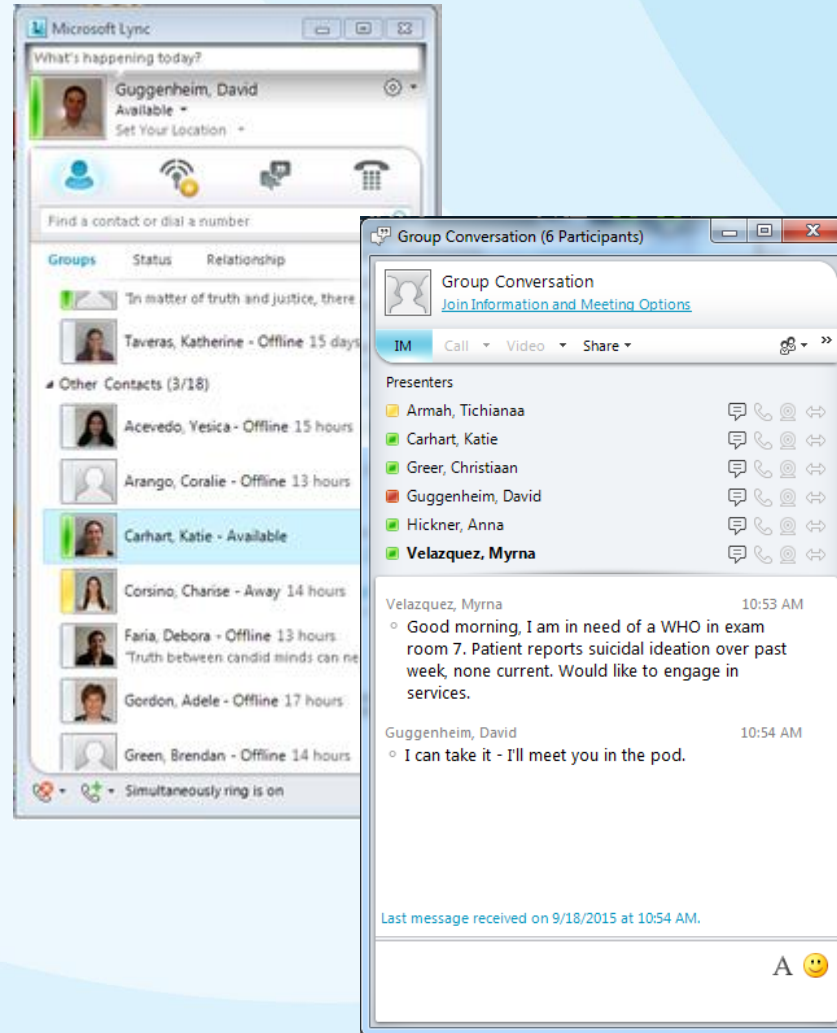 Microsoft Lync
What's happening today?
Guggenheim, David
Available
Set Your Location
Find a contact or dial a number
Groups Status Relationship
"In matter of truth and justice, there
Taveras, Katherine - Offline 15 days
Other Contacts (3/18)
Acevedo, Yesica - Offline 15 hours
Arango, Coralie - Offline 13 hours
Carhart, Katie - Available
Corsino, Charise - Away 14 hours
Faria, Debora - Offline 13 hours
"Truth between candid minds can ne
Gordon, Adele - Offline 17 hours
Green, Brendan - Offline 14 hours
Simultaneously ring is on
Group Conversation (6 Participants)
Group Conversation
Join Information and Meeting Options
IM Call Video Share
Presenters
Armah, Tichianaa
Carhart, Katie
Greer, Christiaan
Guggenheim, David
Hickner, Anna
Velazquez, Myrna
Velazquez, Myrna 10:53 AM
Good morning, I am in need of a WHO in exam
room 7. Patient reports suicidal ideation over past
week, none current. Would like to engage in
services.
Guggenheim, David 10:54 AM
I can take it - I'll meet you in the pod.
Last message received on 9/18/2015 at 10:54 AM.
A